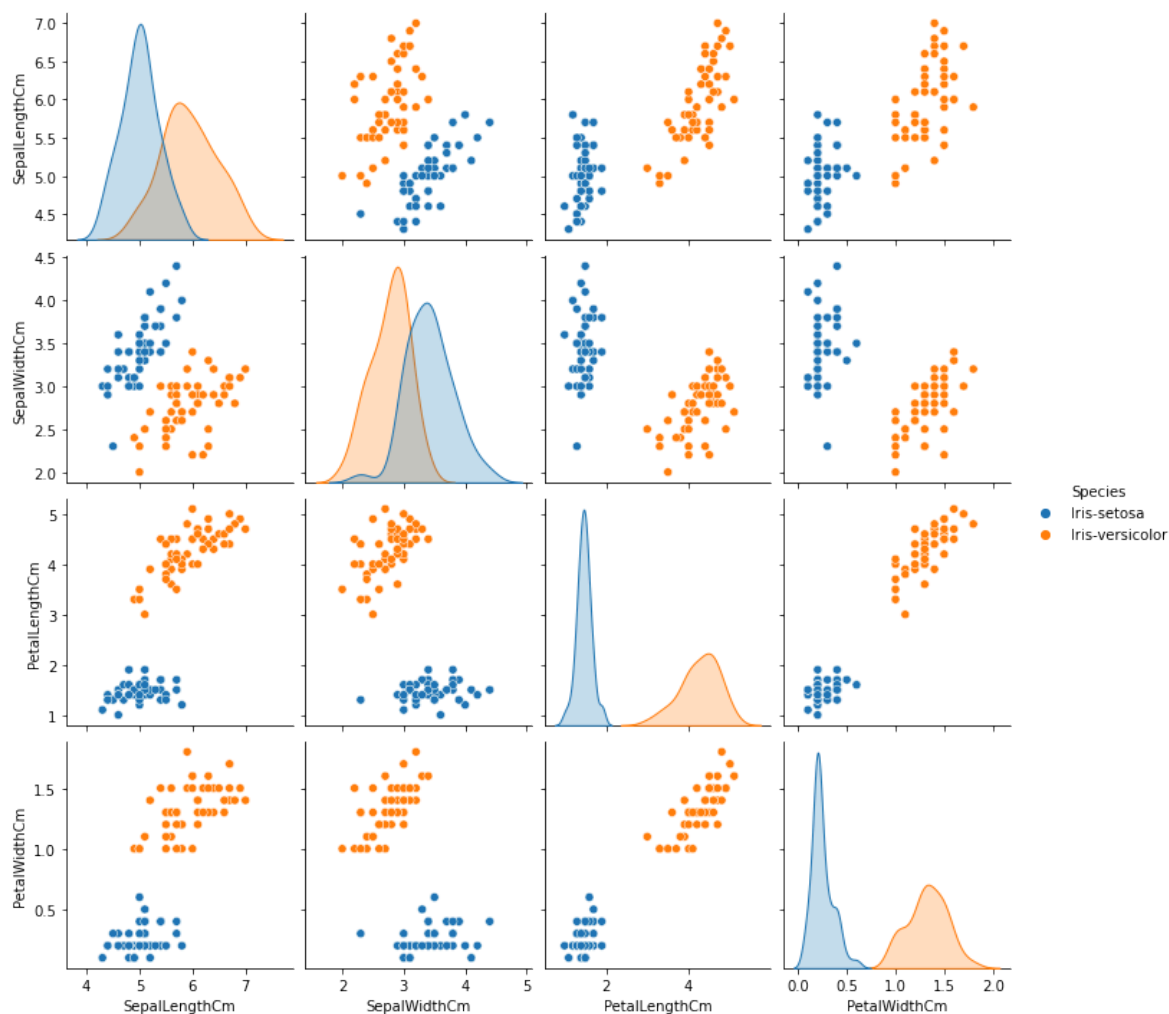 SepalLengthCm
7.0
6.5
6.0
5.5
5.0
4.5
SepalWidthCm
4.5
4.0
3.5
3.0
2.5
2.0
PetalLengthCm
5
4
3
2
1
PetalWidthCm
1.5
1.0
0.5
4 5 6 7
SepalLengthCm
2 3 4 5
SepalWidthCm
2 4
PetalLengthCm
0.0 0.5 1.0 1.5 2.0
PetalWidthCm
Species
Iris-setosa
Iris-versicolor